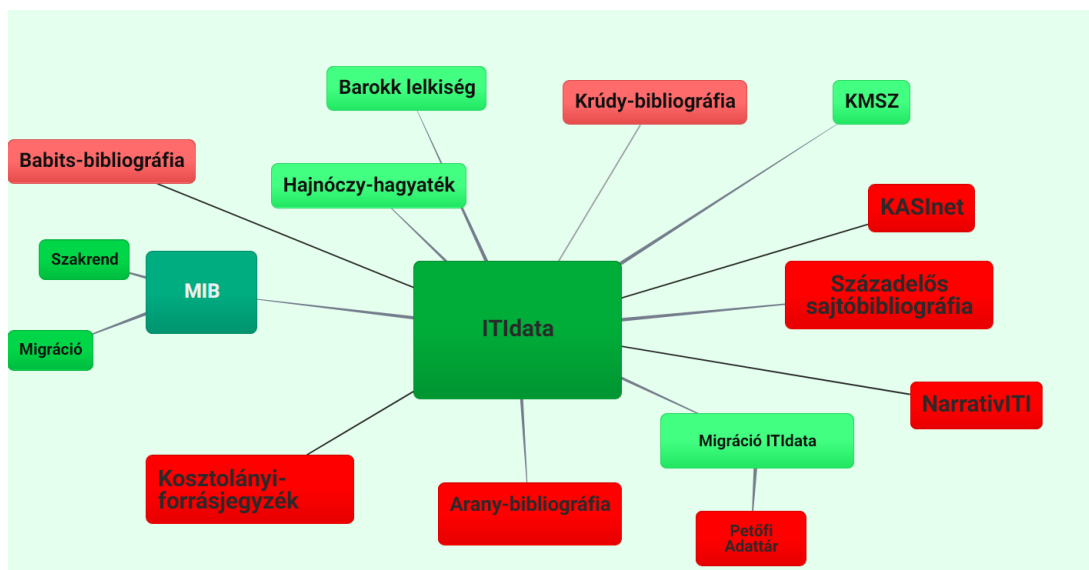 Barokk lelkiség
Krúdy-bibliográfia
KMSZ
Babits-bibliográfia
Hajnóczy-hagyaték
KASInet
Szakrend
MIB
Századelős
sajtóbibliográfia
ITIdata
Migráció
NarrativITI
Migráció ITIdata
Kosztolányi-
forrásjegyzék
Arany-bibliográfia
Petőfi
Adattár